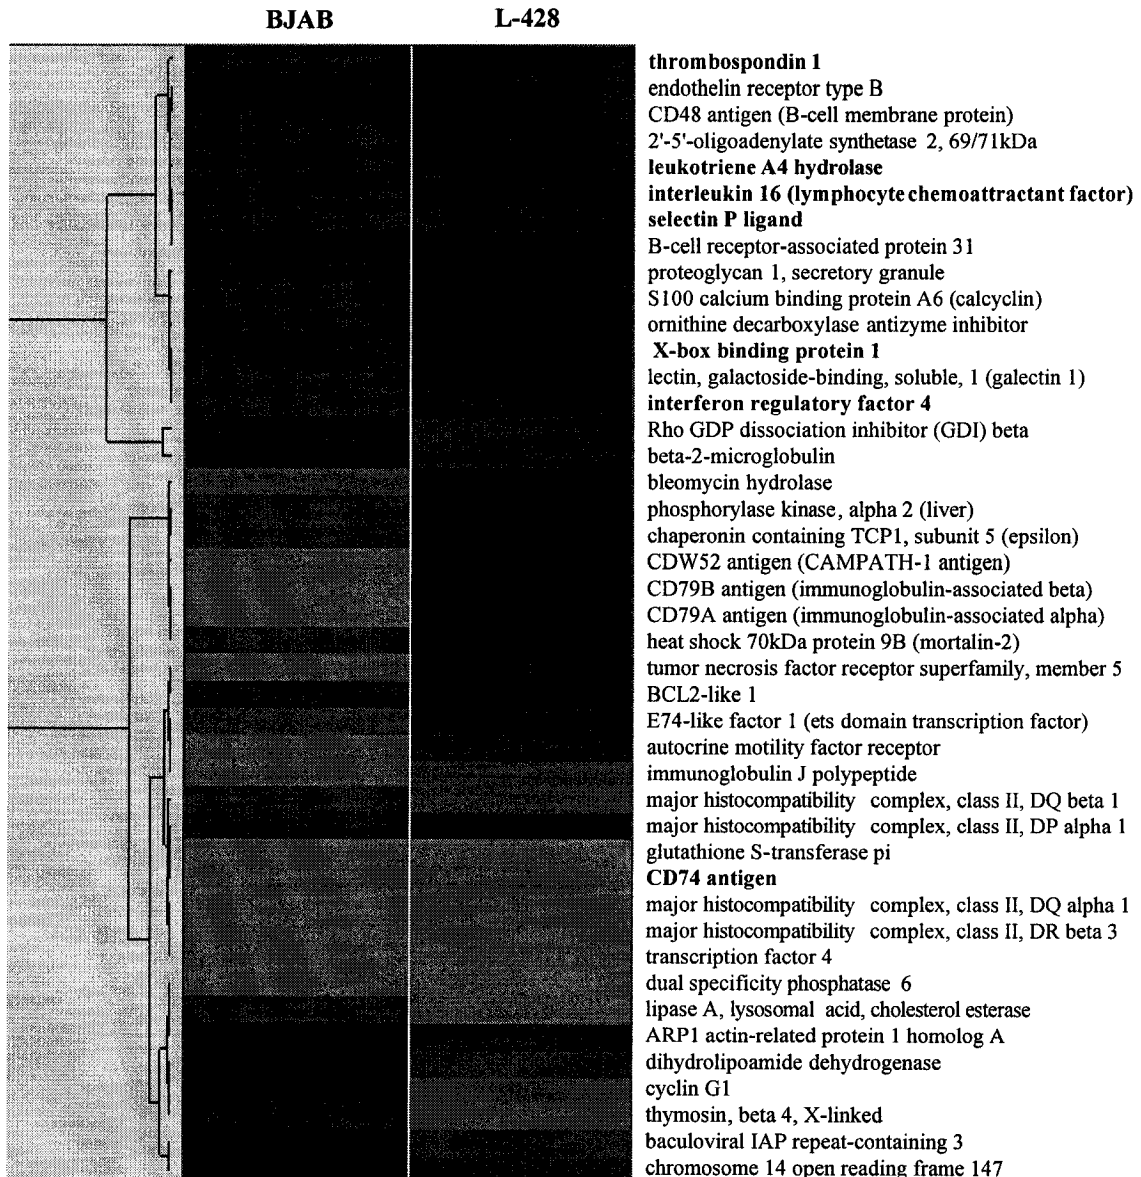 BJAB L-428
thrombospondin 1
endothelin receptor type B
CD48 antigen (B-cell membrane protein)
2'-5'-oligoadenylate synthetase 2, 69/71kDa
leukotriene A4 hydrolase
interleukin 16 (lymphocyte chemoattractant factor)
selectin P ligand
B-cell receptor-associated protein 31
proteoglycan 1, secretory granule
S100 calcium binding protein A6 (calcyclin)
ornithine decarboxylase antizyme inhibitor
X-box binding protein 1
lectin, galactoside-binding, soluble, 1 (galectin 1)
interferon regulatory factor 4
Rho GDP dissociation inhibitor (GDI) beta
beta-2-microglobulin
bleomycin hydrolase
phosphorylase kinase, alpha 2 (liver)
chaperonin containing TCP1, subunit 5 (epsilon)
CDW52 antigen (CAMPATH-1 antigen)
CD79B antigen (immunoglobulin-associated beta)
CD79A antigen (immunoglobulin-associated alpha)
heat shock 70kDa protein 9B (mortalin-2)
tumor necrosis factor receptor superfamily, member 5
BCL2-like 1
E74-like factor 1 (ets domain transcription factor)
autocrine motility factor receptor
immunoglobulin J polypeptide
major histocompatibility complex, class II, DQ beta 1
major histocompatibility complex, class II, DP alpha 1
glutathione S-transferase pi
CD74 antigen
major histocompatibility complex, class II, DQ alpha 1
major histocompatibility complex, class II, DR beta 3
transcription factor 4
dual specificity phosphatase 6
lipase A, lysosomal acid, cholesterol esterase
ARP1 actin-related protein 1 homolog A
dihydrolipoamide dehydrogenase
cyclin G1
thymosin, beta 4, X-linked
baculoviral IAP repeat-containing 3
chromosome 14 open reading frame 147